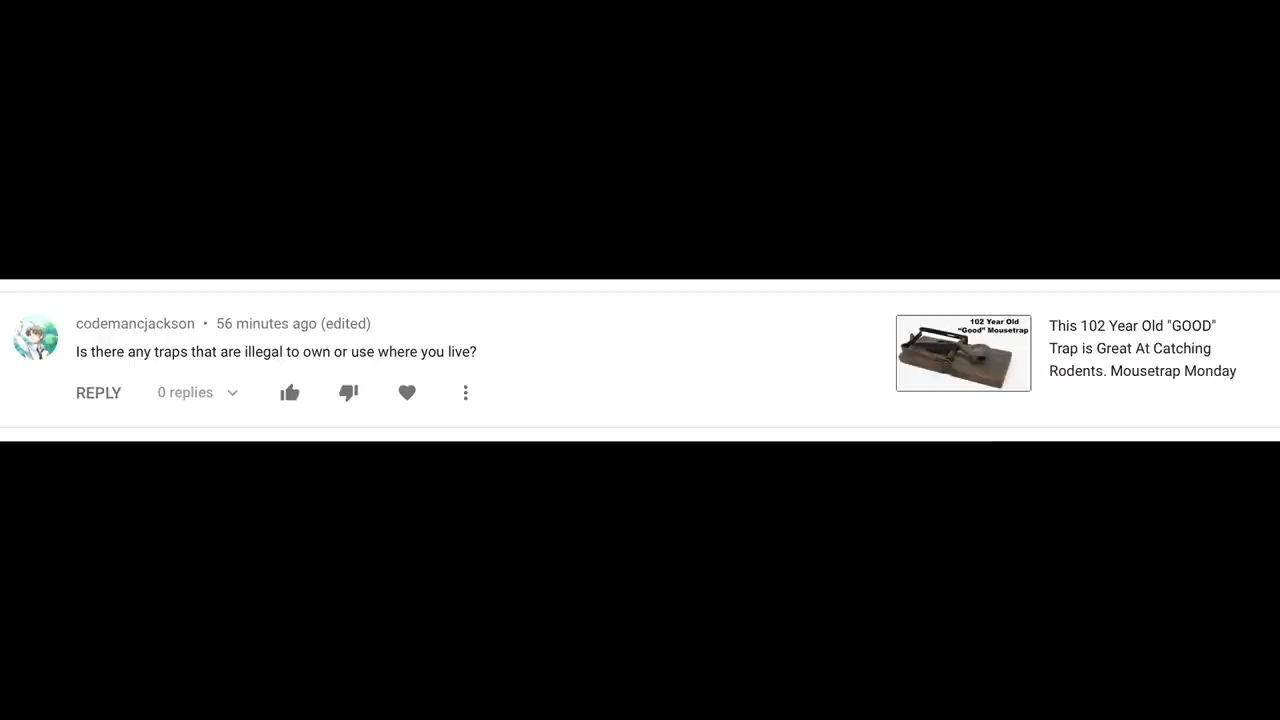 codemancjackson • 56 minutes ago (edited)
Is there any traps that are illegal to own or use where you live?
REPLY 0 replies
102 Year Old
"Good" Mousetrap
This 102 Year Old "GOOD"
Trap is Great At Catching
Rodents. Mousetrap Monday